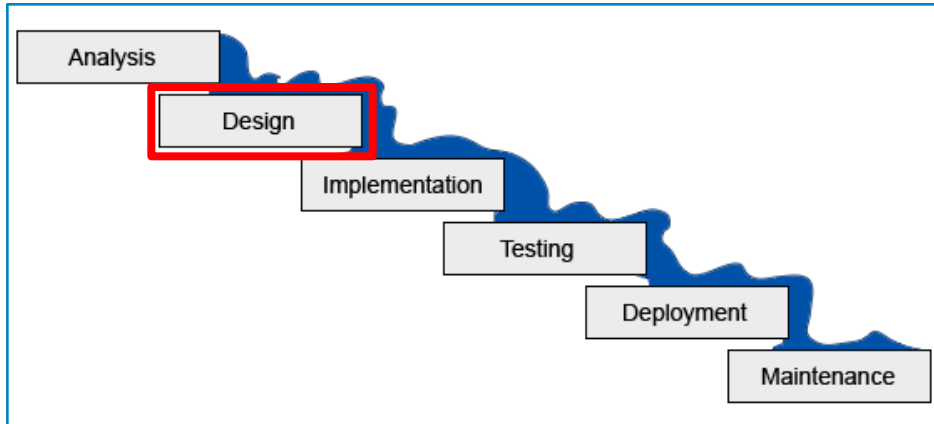 Analysis
Design
Implementation
Testing
Deployment
Maintenance